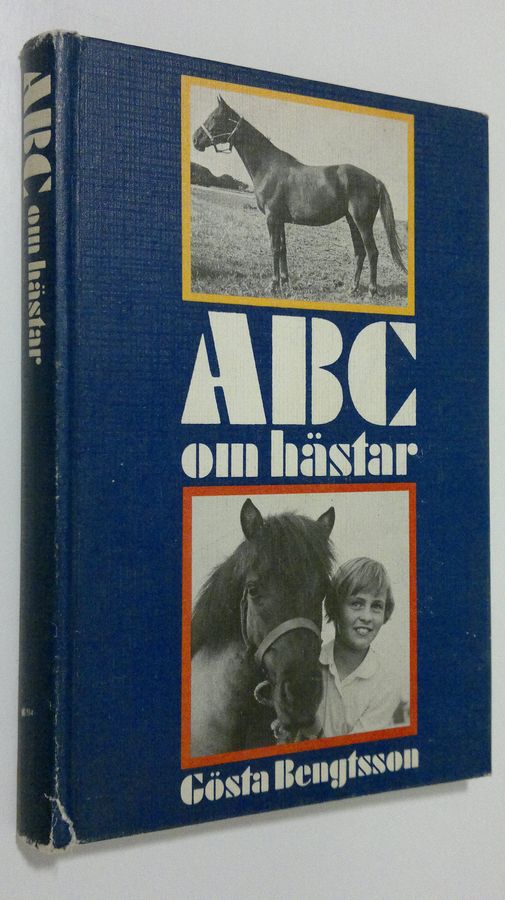 ABC om hästar
ABC
om hästar
Gösta Bengtsson